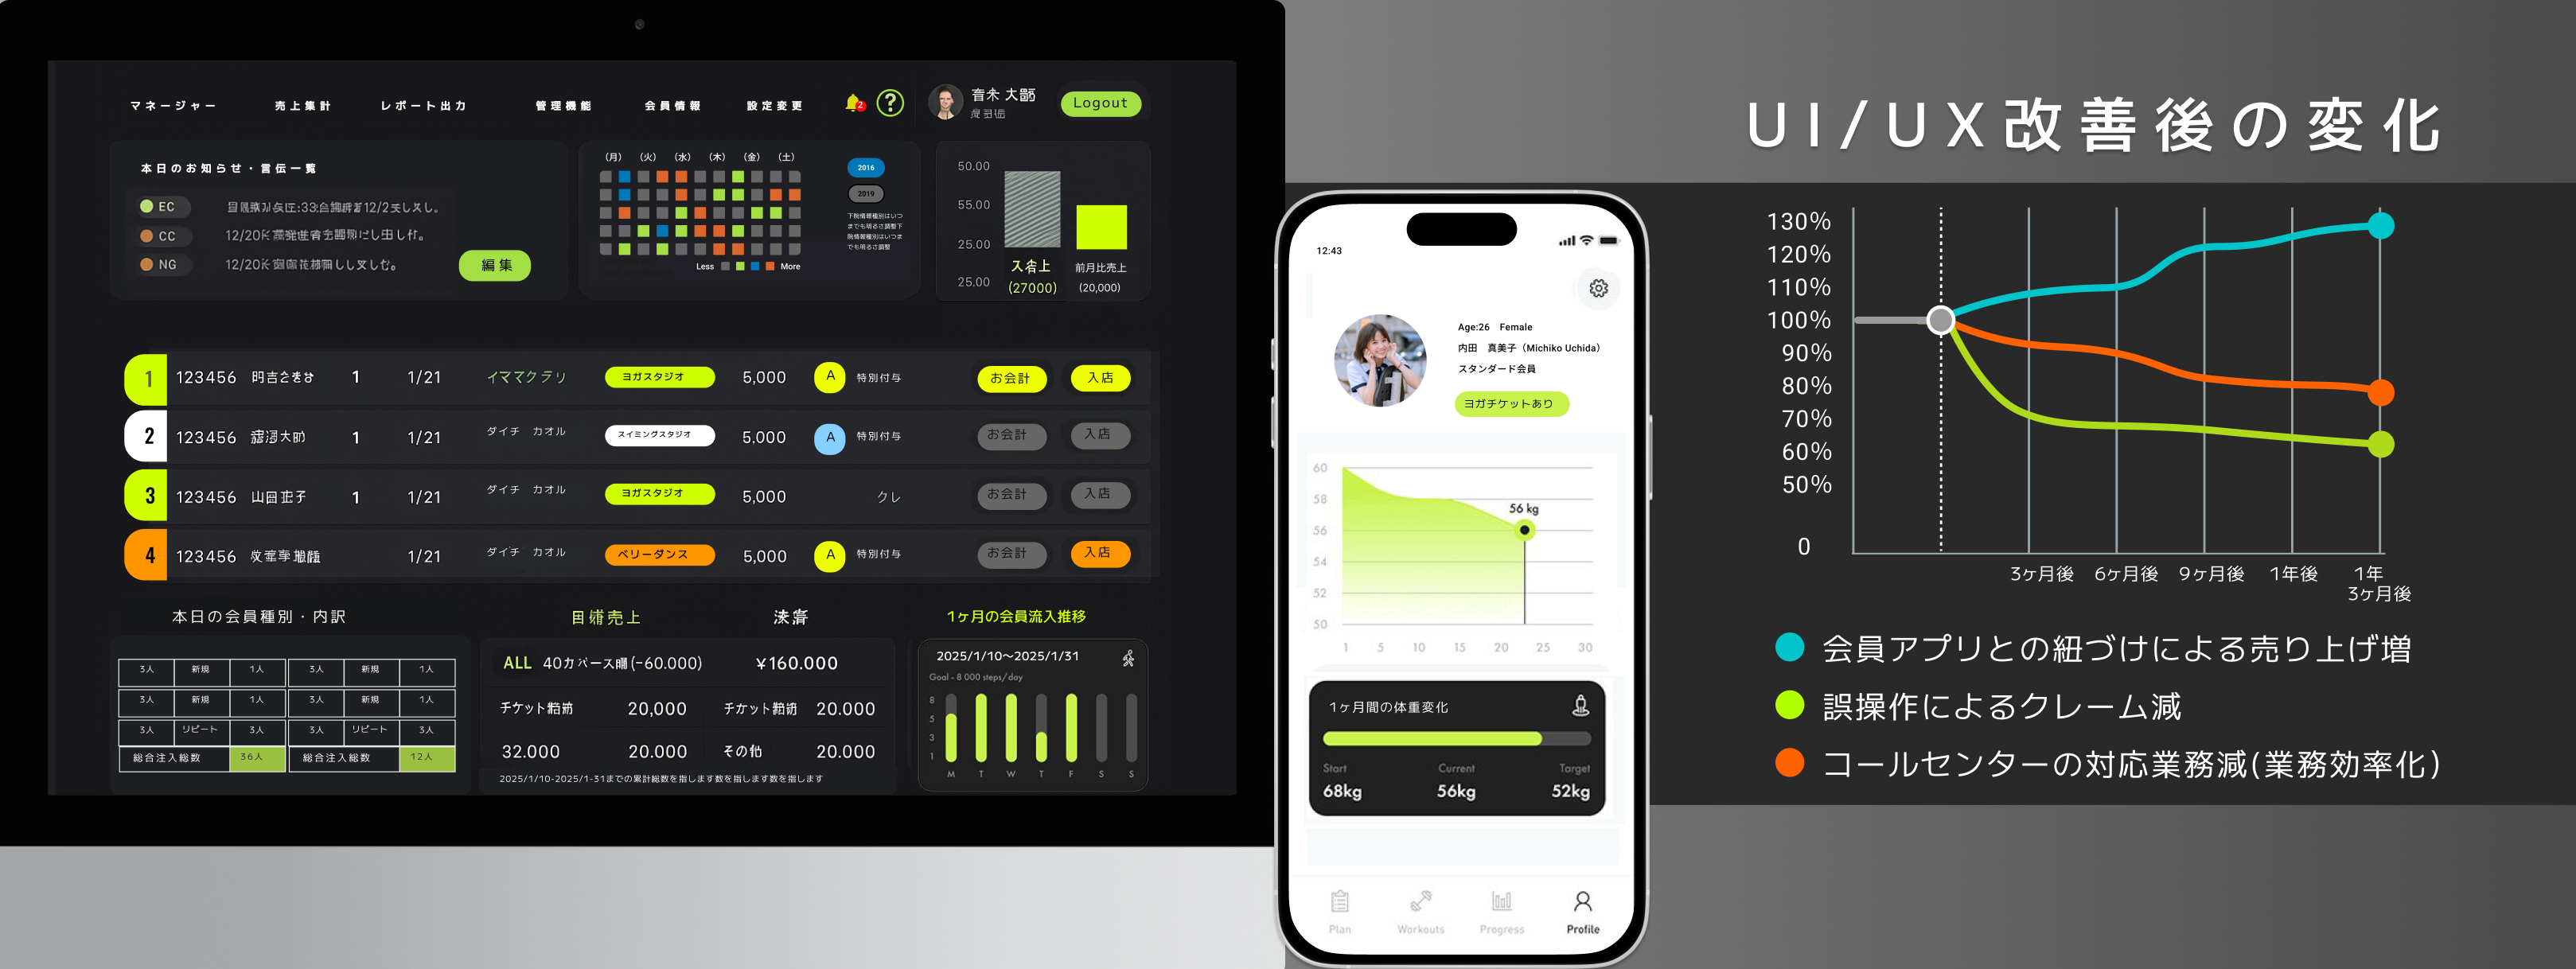 マネージャー 売上集計 レポート出力 管理機能 会員情報 設定変更 2 ? Logout
本日のお知らせ・言伝一覧
EC
CC
NG
編集
(月) (火) (水) (木) (金) (土)
2016
2019
Less More
50.00
55.00
25.00
25.00
(27000)
前月比売上
(20,000)
1 123456 1 1/21 イママクテリ ヨガスタジオ 5,000 A 特別付与 お会計 入店
2 123456 1 1/21 ダイチ カオル スイミングスタジオ 5,000 A 特別付与 お会計 入店
3 123456 1 1/21 ダイチ カオル ヨガスタジオ 5,000 クレ お会計 入店
4 123456 1/21 ダイチ カオル ベリーダンス 5,000 A 特別付与 お会計 入店
本日の会員種別・内訳
3人 新規 1人 3人 新規 1人
3人 新規 1人 3人 新規 1人
3人 リピート 3人 3人 リピート 3人
総合注入総数 36人 総合注入総数 12人
売上
ALL (-60.000) ¥160.000
チケット 20,000 チカット 20.000
32.000 20.000 その他 20.000
2025/1/10-2025/1-31までの累計総数を指します数を指します数を指します
1ヶ月の会員流入推移
2025/1/10〜2025/1/31
Goal - 8 000 steps/day
8
5
3
1
M T W T F S S
12:43
Age:26 Female
内田 真美子（Michiko Uchida）
スタンダード会員
ヨガチケットあり
60
58
56
54
52
50
56 kg
1 5 10 15 20 25 30
1ヶ月間の体重変化
Start Current Target
68kg 56kg 52kg
Plan Workouts Progress Profile
UI/UX改善後の変化
130%
120%
110%
100%
90%
80%
70%
60%
50%
0
3ヶ月後 6ヶ月後 9ヶ月後 1年後 1年
3ヶ月後
会員アプリとの紐づけによる売り上げ増
誤操作によるクレーム減
コールセンターの対応業務減(業務効率化)